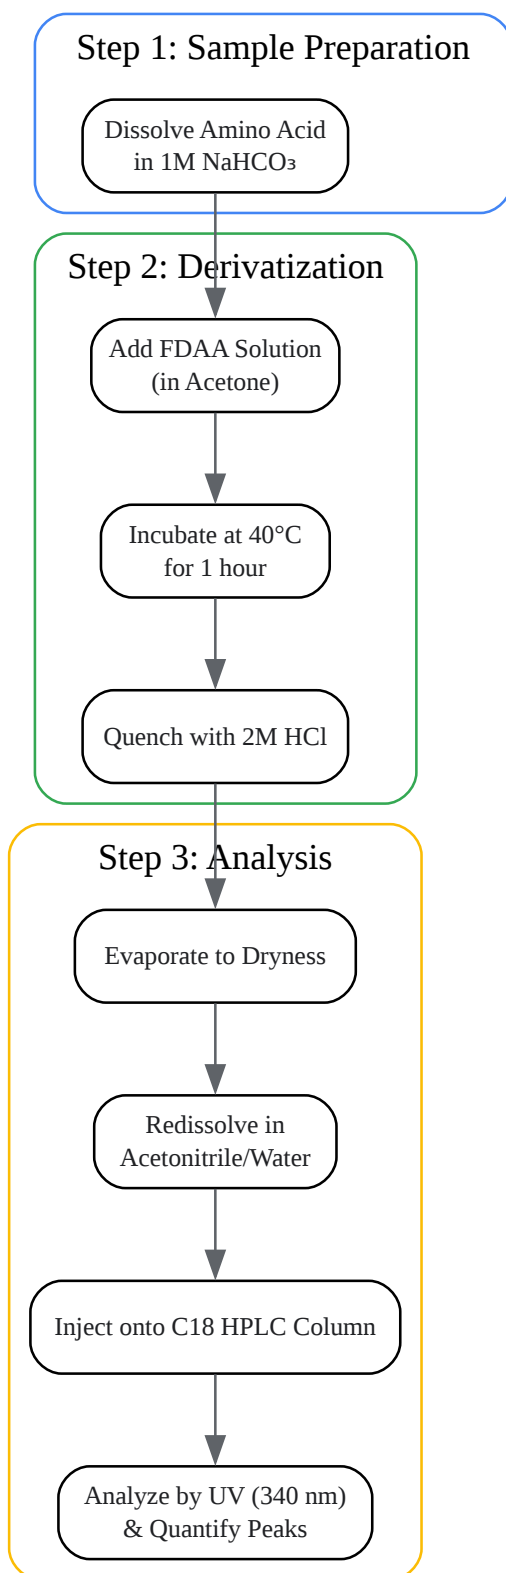 Step 1: Sample Preparation
Dissolve Amino Acid
in 1M NaHCO₃
Step 2: Derivatization
Add FDAA Solution
(in Acetone)
Incubate at 40°C
for 1 hour
Quench with 2M HCl
Step 3: Analysis
Evaporate to Dryness
Redissolve in
Acetonitrile/Water
Inject onto C18 HPLC Column
Analyze by UV (340 nm)
& Quantify Peaks